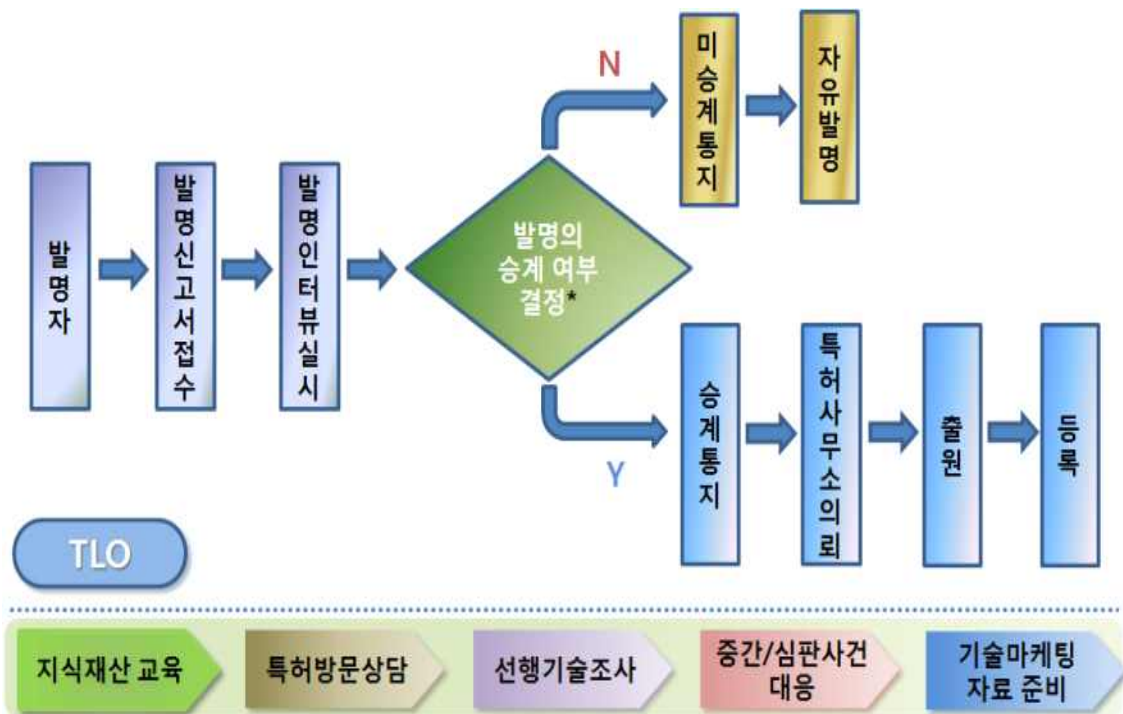 발명자
발명신고서접수
발명인터뷰실시
발명의
승계 여부
결정*
N
미승계통지
자유발명
Y
승계통지
특허사무소의뢰
출원
등록
TLO
지식재산 교육
특허방문상담
선행기술조사
중간/심판사건
대응
기술마케팅
자료 준비